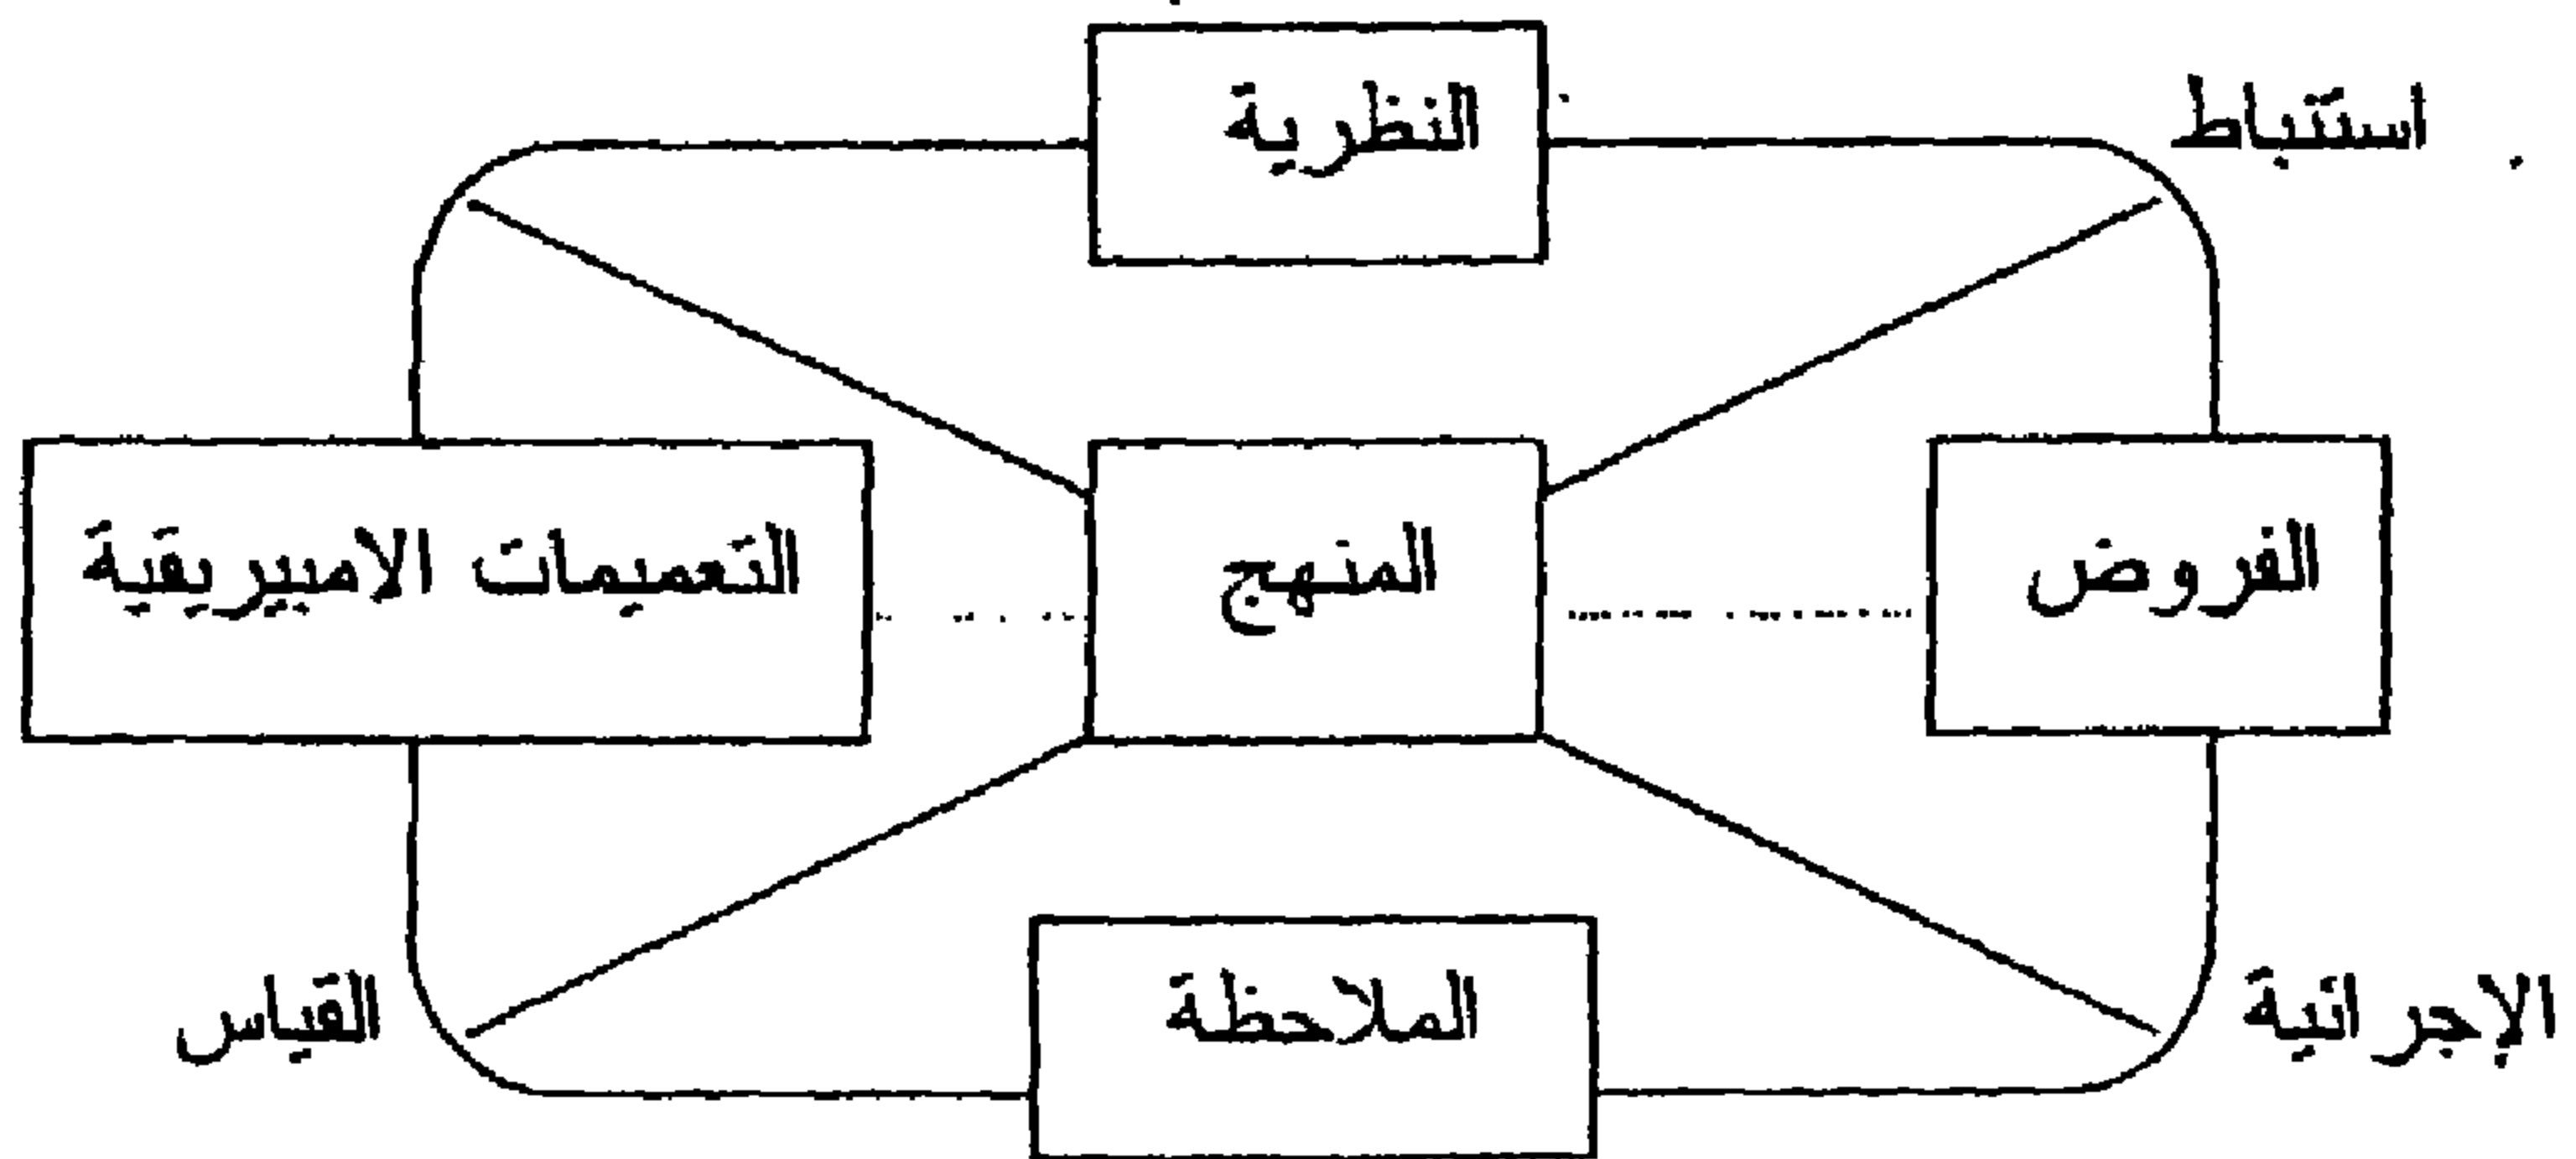 النظرية
استنباط
الفروض
المنهج
التعميمات الامبيريقية
الإجرائية
الملاحظة
القياس